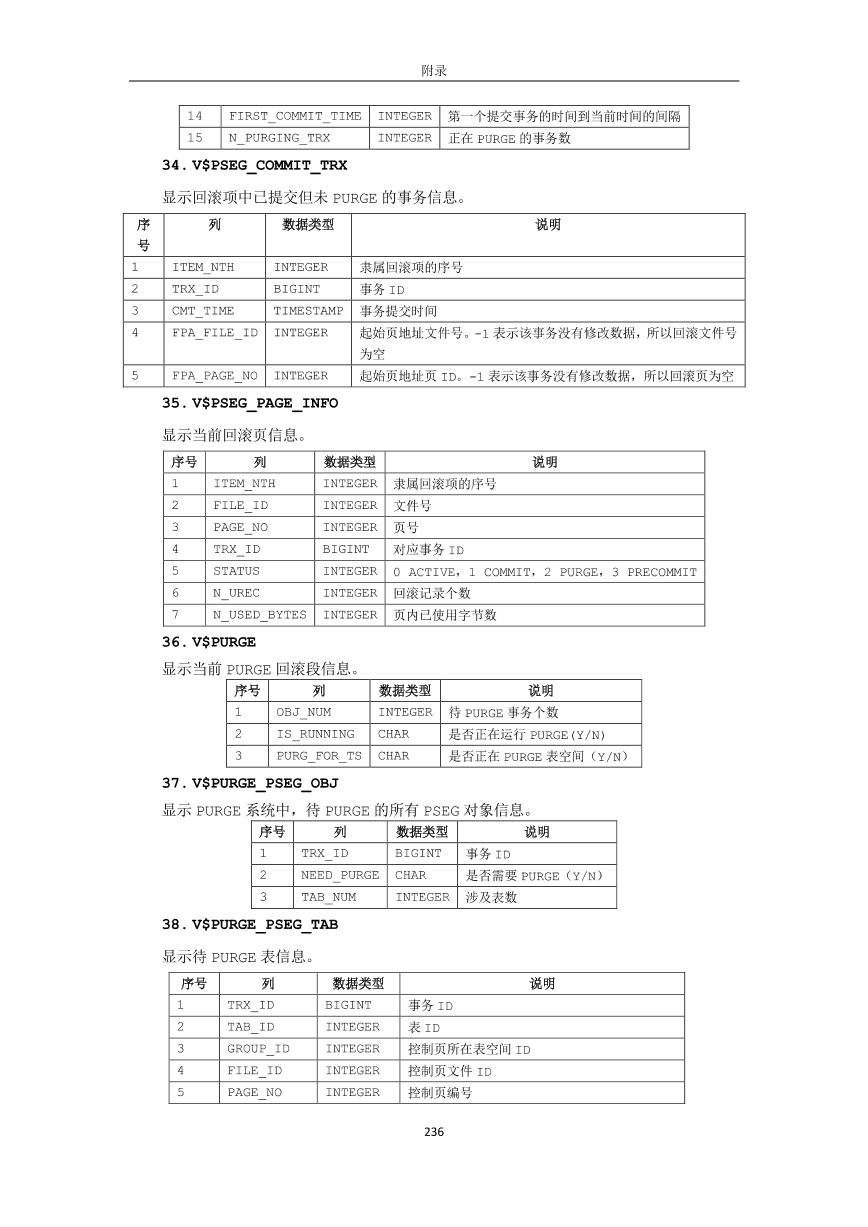 附录
14 FIRST_COMMIT_TIME INTEGER 第一个提交事务的时间到当前时间的间隔
15 N_PURGING_TRX INTEGER 正在 PURGE 的事务数
34. V$PSEG_COMMIT_TRX
显示回滚项中已提交但未 PURGE 的事务信息。
序号 列 数据类型 说明
1 ITEM_NTH INTEGER 隶属回滚项的序号
2 TRX_ID BIGINT 事务 ID
3 CMT_TIME TIMESTAMP 事务提交时间
4 FPA_FILE_ID INTEGER 起始页地址文件号。-1 表示该事务没有修改数据，所以回滚文件号
为空
5 FPA_PAGE_NO INTEGER 起始页地址页 ID。-1 表示该事务没有修改数据，所以回滚页为空
35. V$PSEG_PAGE_INFO
显示当前回滚页信息。
序号 列 数据类型 说明
1 ITEM_NTH INTEGER 隶属回滚项的序号
2 FILE_ID INTEGER 文件号
3 PAGE_NO INTEGER 页号
4 TRX_ID BIGINT 对应事务 ID
5 STATUS INTEGER 0 ACTIVE，1 COMMIT，2 PURGE，3 PRECOMMIT
6 N_UREC INTEGER 回滚记录个数
7 N_USED_BYTES INTEGER 页内已使用字节数
36. V$PURGE
显示当前 PURGE 回滚段信息。
序号 列 数据类型 说明
1 OBJ_NUM INTEGER 待 PURGE 事务个数
2 IS_RUNNING CHAR 是否正在运行 PURGE(Y/N)
3 PURG_FOR_TS CHAR 是否正在 PURGE 表空间（Y/N）
37. V$PURGE_PSEG_OBJ
显示 PURGE 系统中，待 PURGE 的所有 PSEG 对象信息。
序号 列 数据类型 说明
1 TRX_ID BIGINT 事务 ID
2 NEED_PURGE CHAR 是否需要 PURGE（Y/N）
3 TAB_NUM INTEGER 涉及表数
38. V$PURGE_PSEG_TAB
显示待 PURGE 表信息。
序号 列 数据类型 说明
1 TRX_ID BIGINT 事务 ID
2 TAB_ID INTEGER 表 ID
3 GROUP_ID INTEGER 控制页所在表空间 ID
4 FILE_ID INTEGER 控制页文件 ID
5 PAGE_NO INTEGER 控制页编号
236